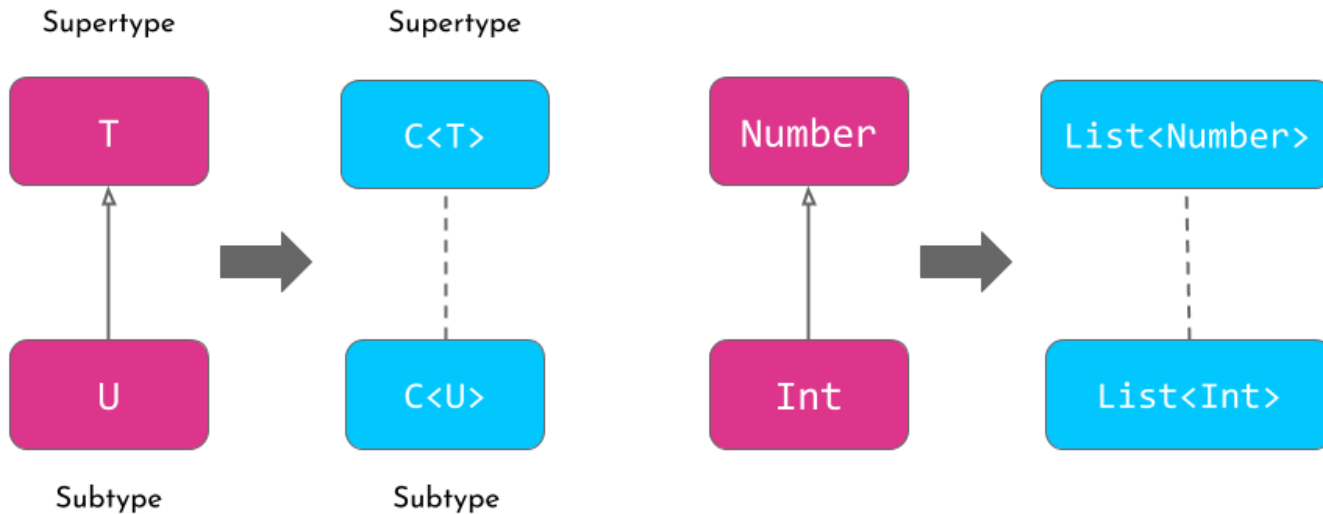 Supertype
Supertype
T
C<T>
Number
List<Number>
U
C<U>
Int
List<Int>
Subtype
Subtype